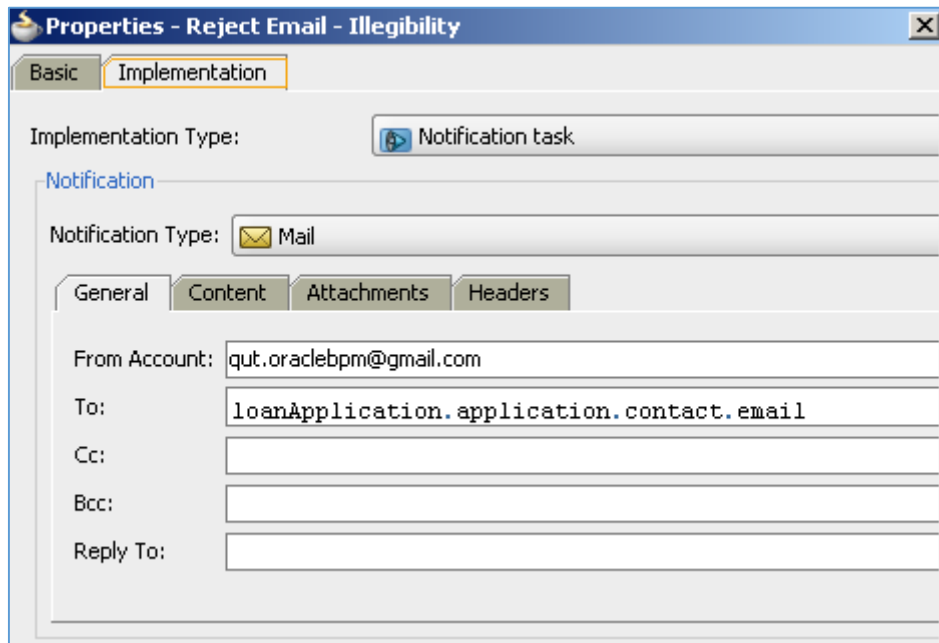 Properties - Reject Email - Illegibility
Basic Implementation
Implementation Type: Notification task
Notification
Notification Type: Mail
General Content Attachments Headers
From Account: qut.oraclebpm@gmail.com
To: loanApplication.application.contact.email
Cc:
Bcc:
Reply To: